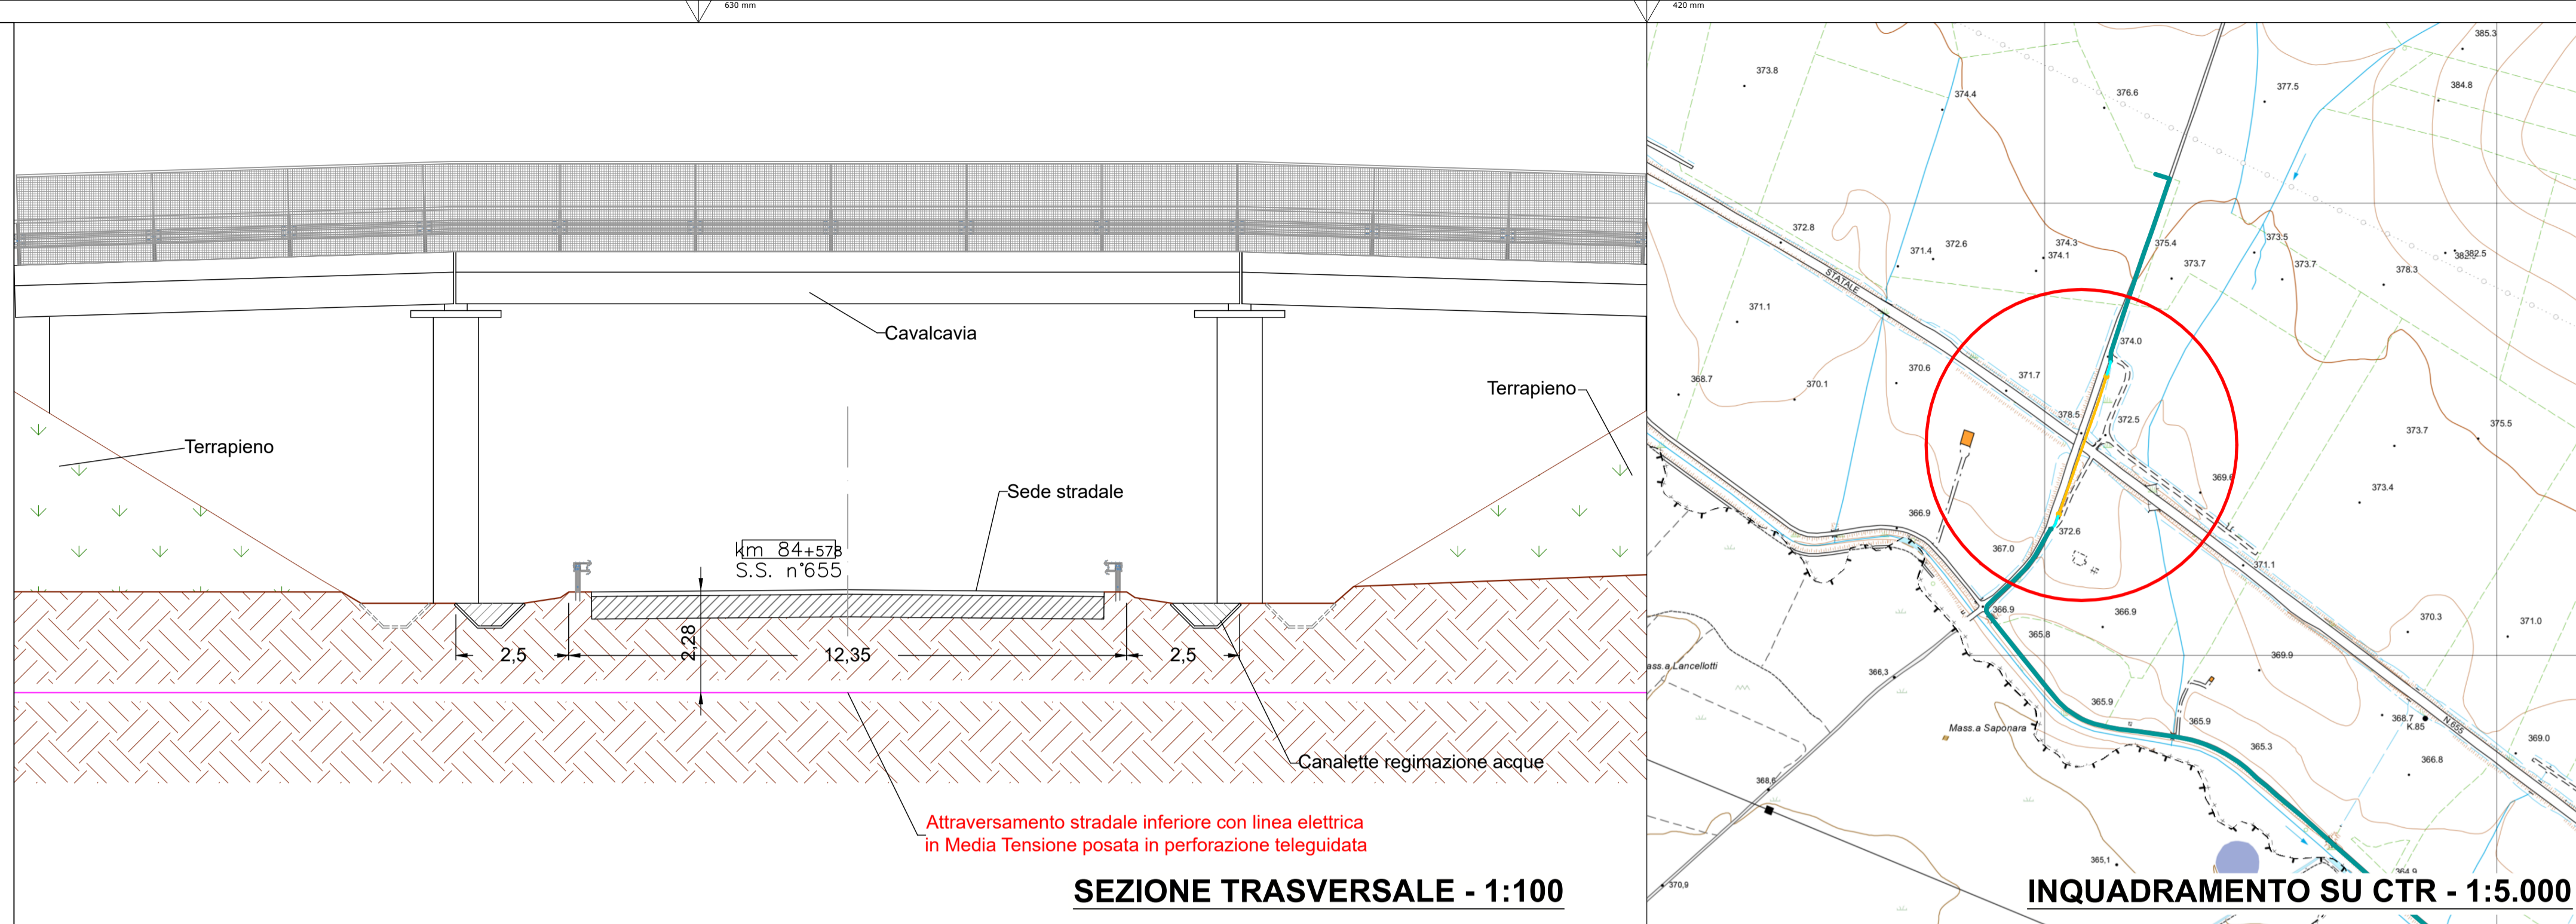 630 mm
420 mm
Cavalcavia
Terrapieno
Terrapieno
Sede stradale
km 84+578
S.S. n°655
2,28
2,5
12,35
2,5
Canalette regimazione acque
Attraversamento stradale inferiore con linea elettrica
in Media Tensione posata in perforazione teleguidata
SEZIONE TRASVERSALE - 1:100
385.3
373.8
377.5
384.8
374.4
376.6
372.8
371.4
372.6
374.3
374.1
375.4
373.5
373.7
373.7
378.3
382.5
STATALE
371.1
374.0
370.6
371.7
368.7
370.1
378.5
372.5
375.5
373.7
373.4
366.9
372.6
367.0
371.1
366.9
366.9
370.3
371.0
365.8
369.9
ass.a Lancellotti
366,3
365.9
365.9
368.7
K.85
N 655
Mass.a Saponara
365.3
369.0
366.8
368,6
365,1
370,9
INQUADRAMENTO SU CTR - 1:5.000